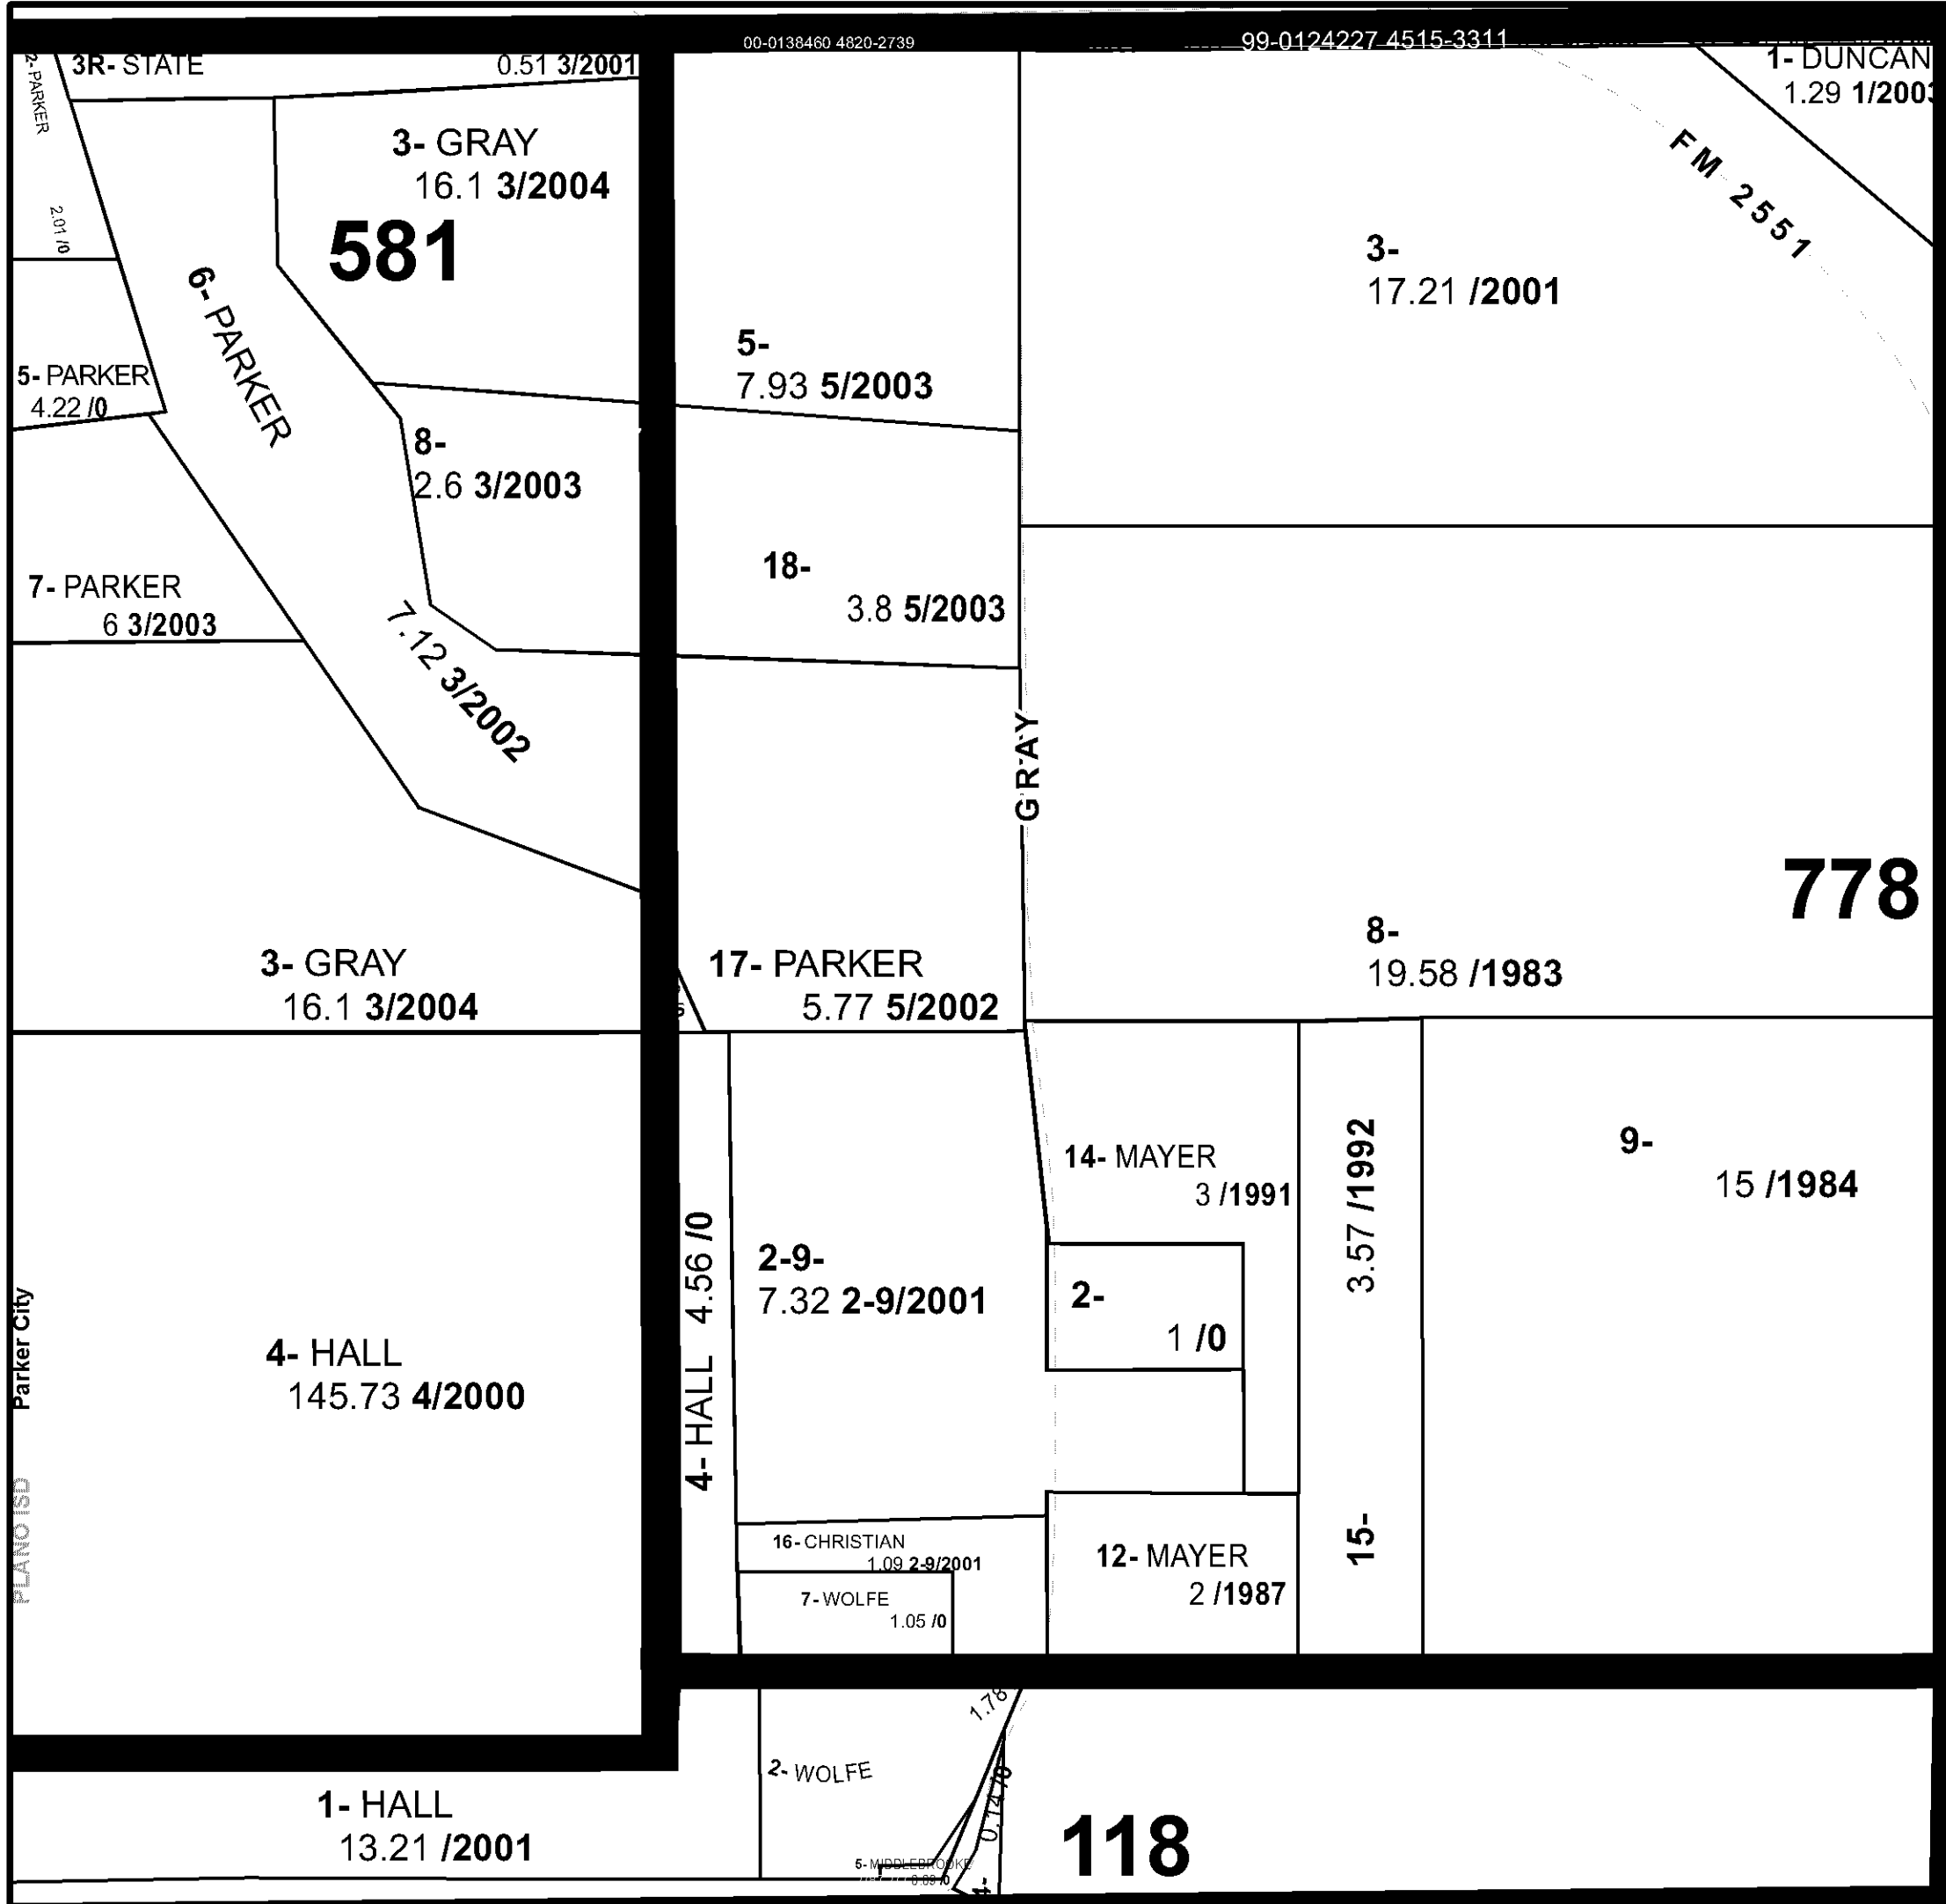 00-0138460 4820-2739
99-0124227 4515-3311
2- PARKER
2.01 /0
3R- STATE
0.51 3/2001
1- DUNCAN
1.29 1/2003
3- GRAY
16.1 3/2004
581
FM 2551
3-
17.21 /2001
6- PARKER
7.12 3/2002
5- PARKER
4.22 /0
5-
7.93 5/2003
8-
2.6 3/2003
18-
3.8 5/2003
7- PARKER
6 3/2003
GRAY
778
8-
19.58 /1983
3- GRAY
16.1 3/2004
17- PARKER
5.77 5/2002
14- MAYER
3 /1991
15-
3.57 /1992
9-
15 /1984
4- HALL 4.56 /0
2-9-
7.32 2-9/2001
2-
1 /0
Parker City
PLANO ISD
4- HALL
145.73 4/2000
16- CHRISTIAN
1.09 2-9/2001
7- WOLFE
1.05 /0
12- MAYER
2 /1987
1.78
2- WOLFE
0.14 /0
4-
1- HALL
13.21 /2001
118
5- MIDDLEBROOKE
0.09 /0